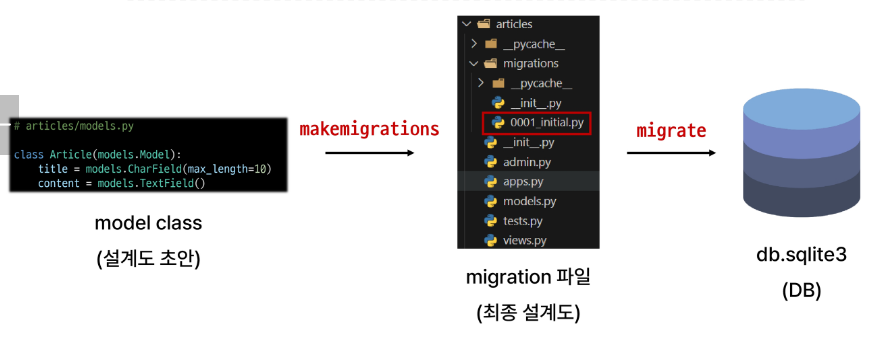 # articles/models.py
class Article(models.Model):
title = models.CharField(max_length=10)
content = models.TextField()
model class
(설계도 초안)
makemigrations
articles
__pycache__
migrations
__pycache__
__init__.py
0001_initial.py
__init__.py
admin.py
apps.py
models.py
tests.py
views.py
migration 파일
(최종 설계도)
migrate
db.sqlite3
(DB)